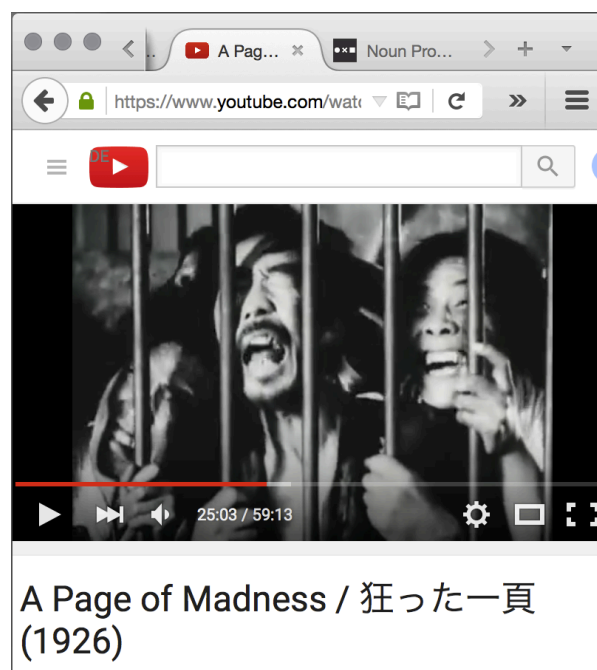 A Pag...
Noun Pro...
https://www.youtube.com/watc
DE
25:03 / 59:13
A Page of Madness / 狂った一頁
(1926)